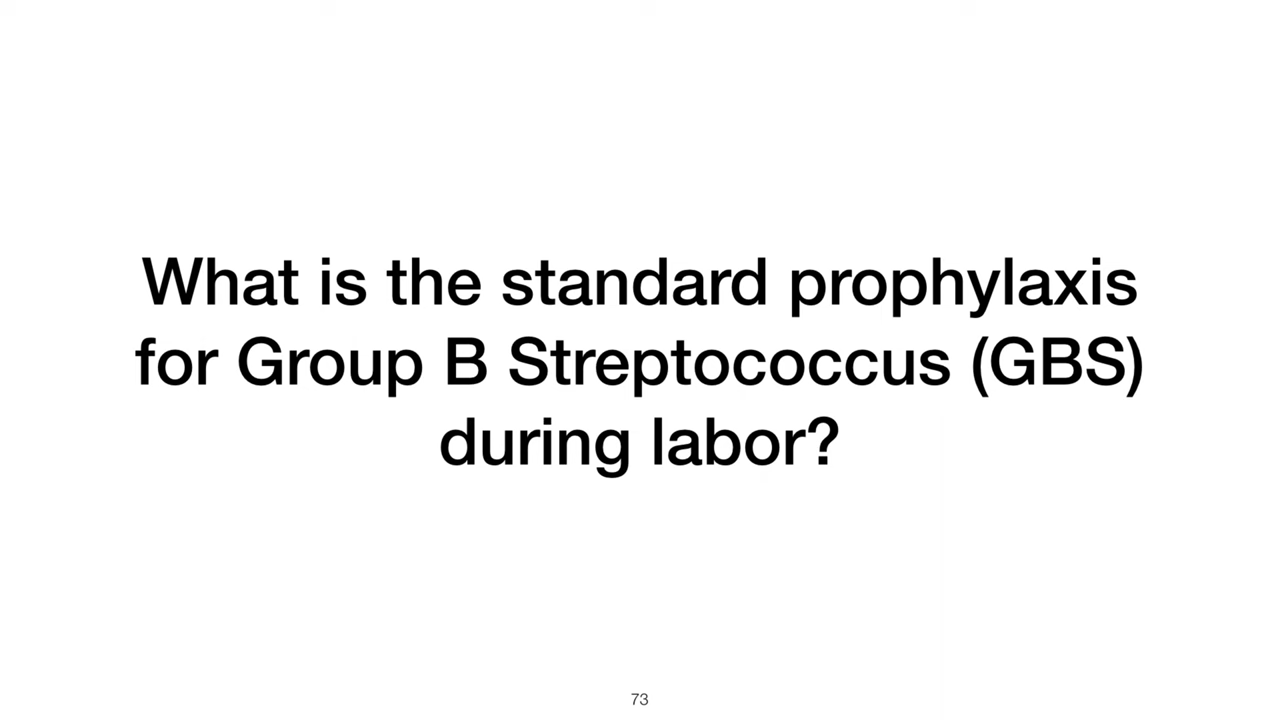 What is the standard prophylaxis
for Group B Streptococcus (GBS)
during labor?
73